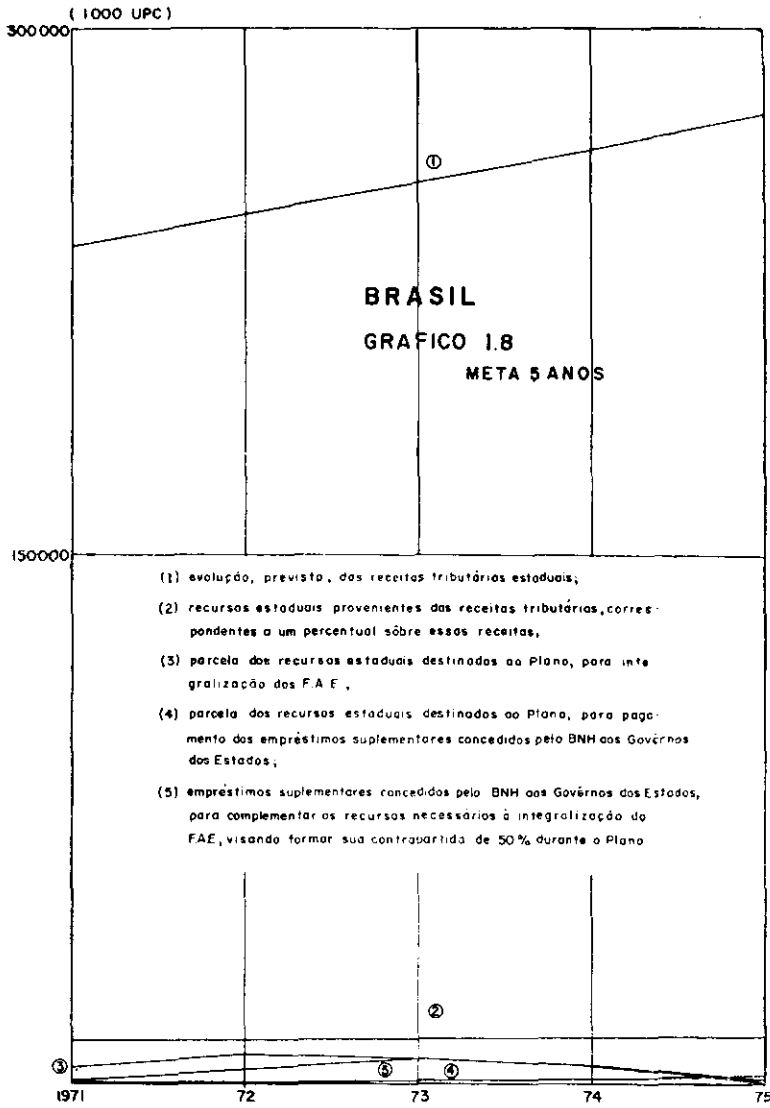 (1000 UPC)
300 000
①
BRASIL
GRAFICO 1.8
META 5 ANOS
150000
(1) evolução, prevista, das receitas tributárias estaduais;
(2) recursos estaduais provenientes das receitas tributárias, corres-
pondentes a um percentual sôbre essas receitas,
(3) parcela dos recursos estaduais destinados ao Plano, para inte
gralização dos F.A E ,
(4) parcela dos recursos estaduais destinados ao Plano, para paga-
mento dos empréstimos suplementares concedidos pelo BNH aos Govêrnos
dos Estados;
(5) empréstimos suplementares concedidos pelo BNH aos Govêrnos dos Estados,
para complementar os recursos necessários à integralização do
FAE, visando formar sua contrapartida de 50 % durante o Plano
②
③ ⑤ ④
1971 72 73 74 75